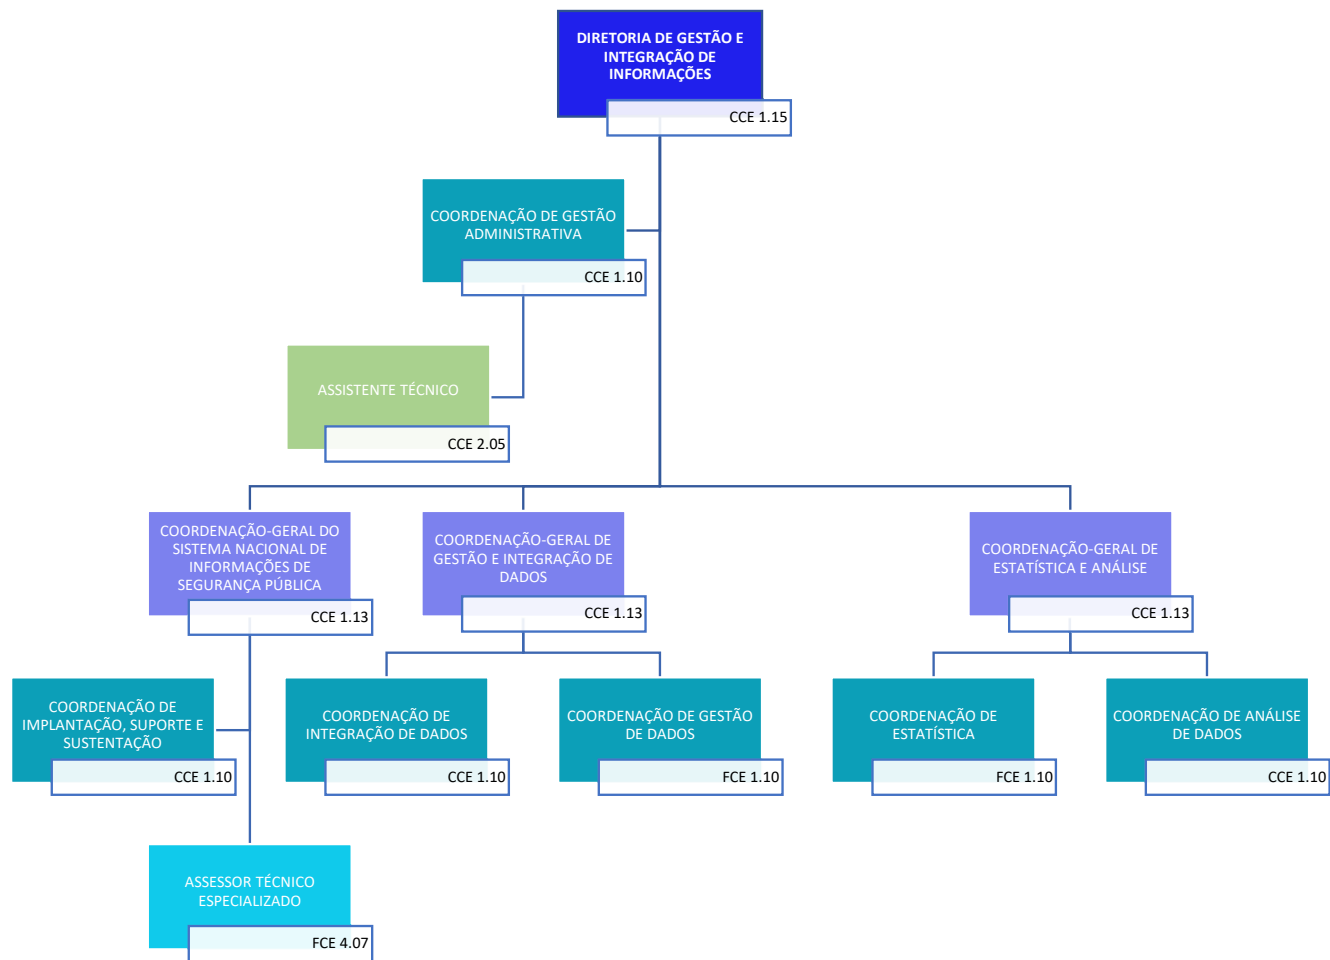 DIRETORIA DE GESTÃO E
INTEGRAÇÃO DE
INFORMAÇÕES
CCE 1.15
COORDENAÇÃO DE GESTÃO
ADMINISTRATIVA
CCE 1.10
ASSISTENTE TÉCNICO
CCE 2.05
COORDENAÇÃO-GERAL DO
SISTEMA NACIONAL DE
INFORMAÇÕES DE
SEGURANÇA PÚBLICA
CCE 1.13
COORDENAÇÃO-GERAL DE
GESTÃO E INTEGRAÇÃO DE
DADOS
CCE 1.13
COORDENAÇÃO-GERAL DE
ESTATÍSTICA E ANÁLISE
CCE 1.13
COORDENAÇÃO DE
IMPLANTAÇÃO, SUPORTE E
SUSTENTAÇÃO
CCE 1.10
COORDENAÇÃO DE
INTEGRAÇÃO DE DADOS
CCE 1.10
COORDENAÇÃO DE GESTÃO
DE DADOS
FCE 1.10
COORDENAÇÃO DE
ESTATÍSTICA
FCE 1.10
COORDENAÇÃO DE ANÁLISE
DE DADOS
CCE 1.10
ASSESSOR TÉCNICO
ESPECIALIZADO
FCE 4.07